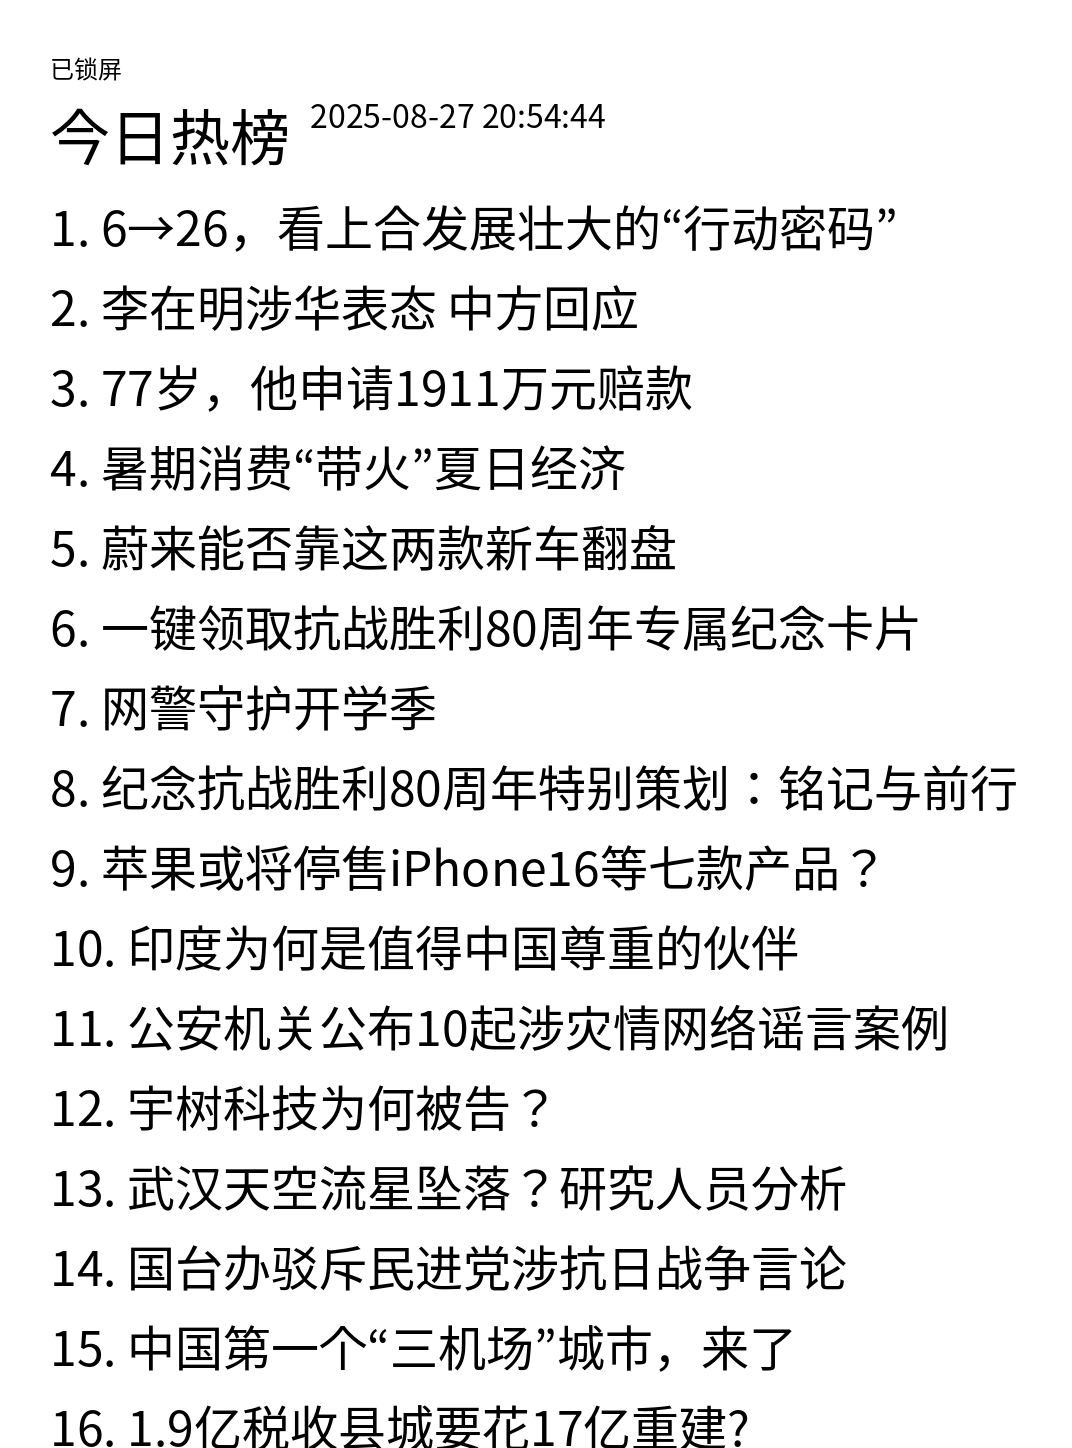 已锁屏
今日热榜 2025-08-27 20:54:44
1. 6→26，看上合发展壮大的“行动密码”
2. 李在明涉华表态 中方回应
3. 77岁，他申请1911万元赔款
4. 暑期消费“带火”夏日经济
5. 蔚来能否靠这两款新车翻盘
6. 一键领取抗战胜利80周年专属纪念卡片
7. 网警守护开学季
8. 纪念抗战胜利80周年特别策划：铭记与前行
9. 苹果或将停售iPhone16等七款产品？
10. 印度为何是值得中国尊重的伙伴
11. 公安机关公布10起涉灾情网络谣言案例
12. 宇树科技为何被告？
13. 武汉天空流星坠落？研究人员分析
14. 国台办驳斥民进党涉抗日战争言论
15. 中国第一个“三机场”城市，来了
16. 1.9亿税收县城要花17亿重建?